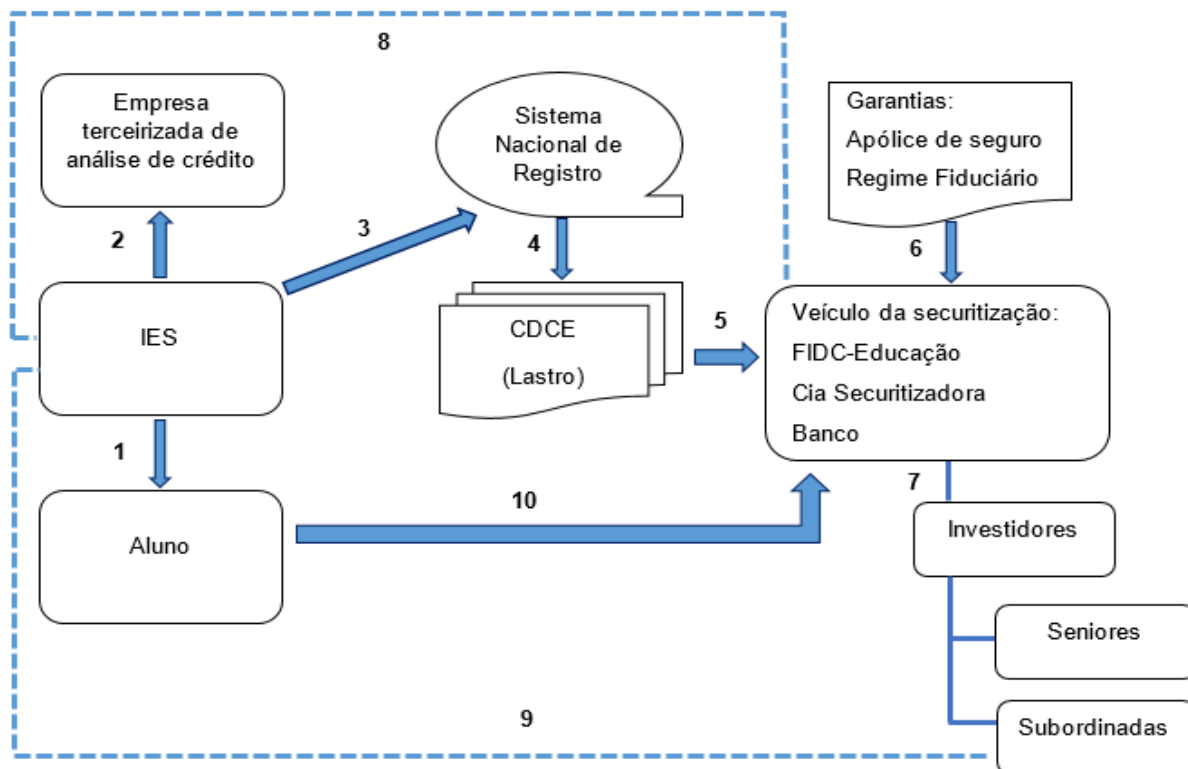 8
Empresa
terceirizada de
análise de crédito
Sistema
Nacional de
Registro
Garantias:
Apólice de seguro
Regime Fiduciário
2
3
4
6
IES
CDCE
(Lastro)
5
Veículo da securitização:
FIDC-Educação
Cia Securitizadora
Banco
1
7
Aluno
10
Investidores
Seniores
9
Subordinadas